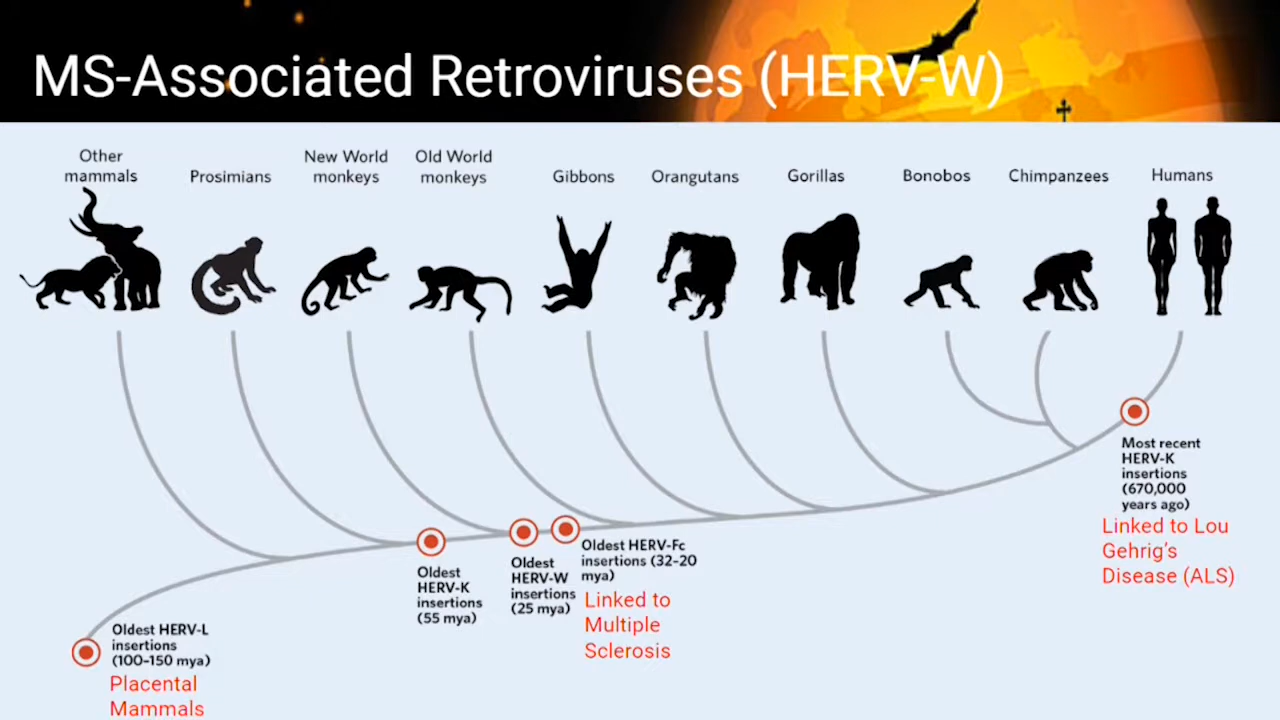 MS-Associated Retroviruses (HERV-W)
Other
mammals
Prosimians
New World
monkeys
Old World
monkeys
Gibbons
Orangutans
Gorillas
Bonobos
Chimpanzees
Humans
Most recent
HERV-K
insertions
(670,000
years ago)
Linked to Lou
Gehrig's
Disease (ALS)
Oldest HERV-Fc
insertions (32–20
mya)
Linked to
Multiple
Sclerosis
Oldest
HERV-W
insertions
(25 mya)
Oldest
HERV-K
insertions
(55 mya)
Oldest HERV-L
insertions
(100–150 mya)
Placental
Mammals